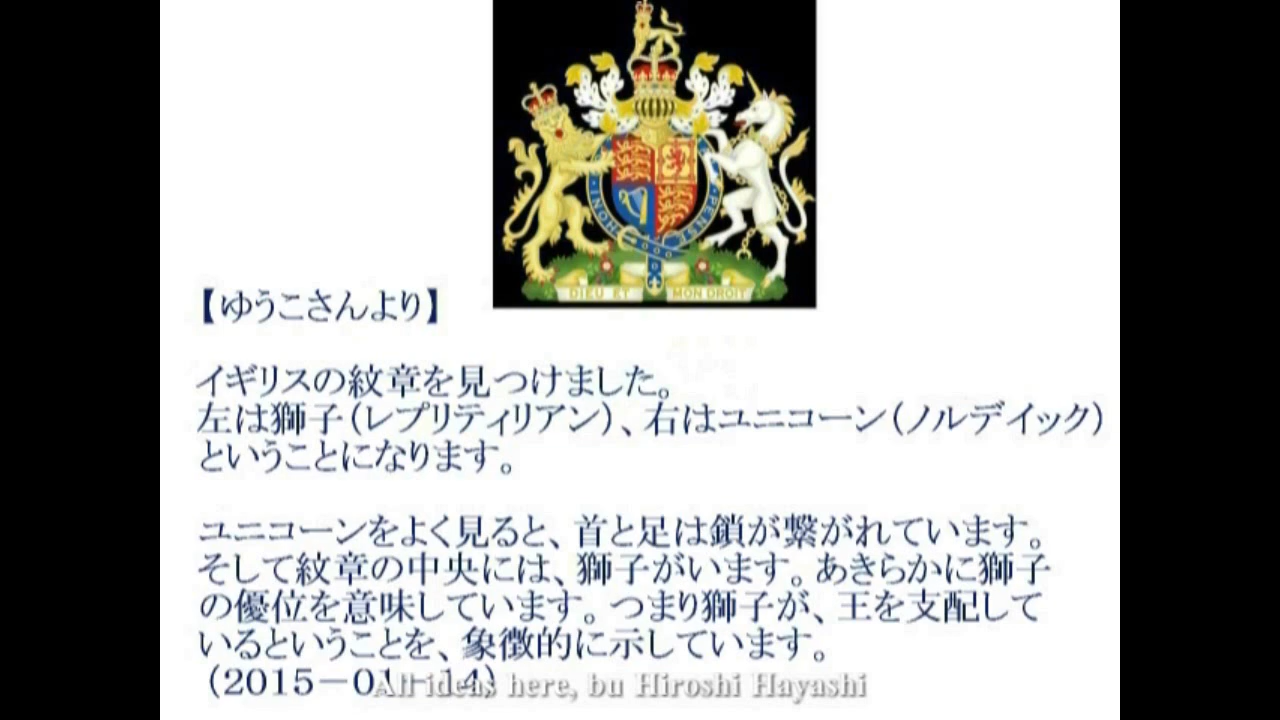 HONI
PENSE
DIEU ET MON DROIT
【ゆうこさんより】
イギリスの紋章を見つけました。
左は獅子（レプリティリアン）、右はユニコーン（ノルデイック）
ということになります。
ユニコーンをよく見ると、首と足は鎖が繋がれています。
そして紋章の中央には、獅子がいます。あきらかに獅子
の優位を意味しています。つまり獅子が、王を支配して
いるということを、象徴的に示しています。
（2015－01－14）
All ideas here, bu Hiroshi Hayashi